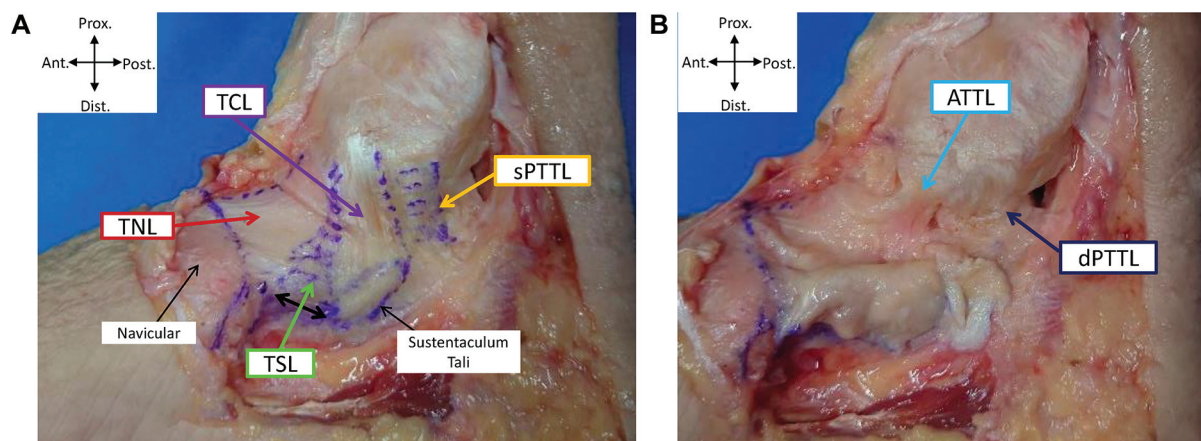 A
Prox.
Ant.
Post.
Dist.
TCL
sPTTL
TNL
Navicular
TSL
Sustentaculum
Tali
B
Prox.
Ant.
Post.
Dist.
ATTL
dPTTL